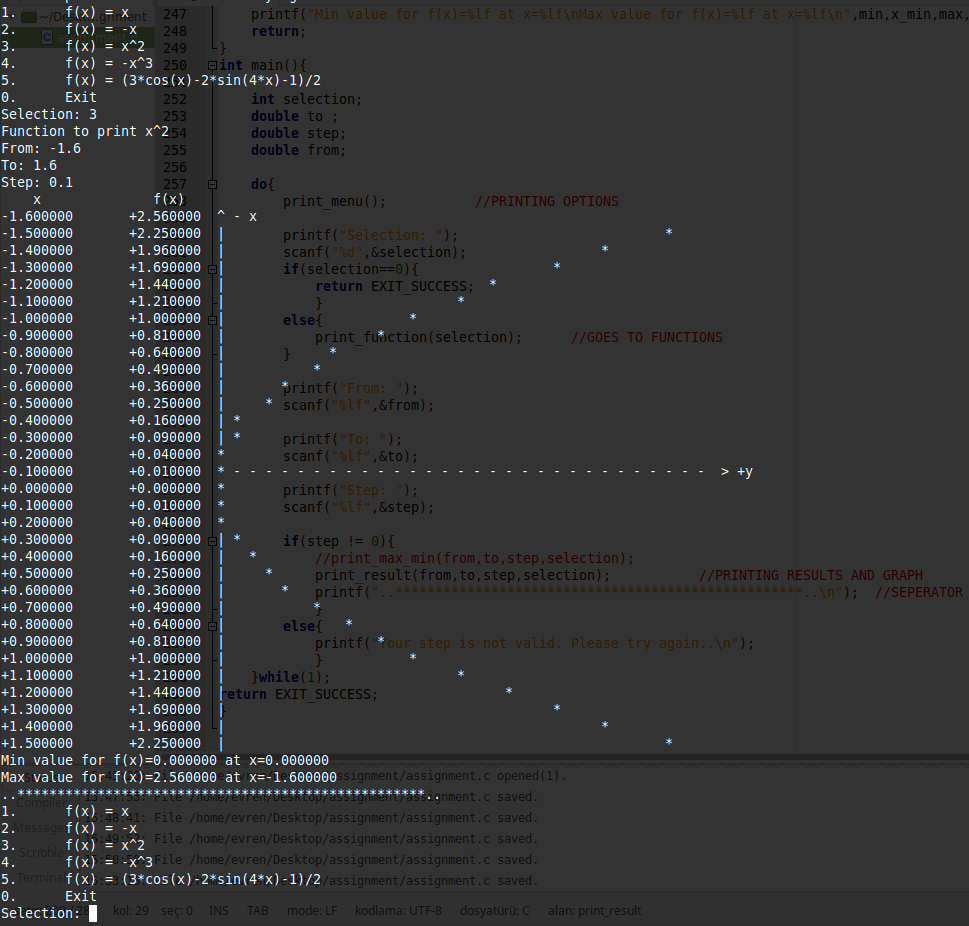 1.      f(x) = x
2.      f(x) = -x
3.      f(x) = x^2
4.      f(x) = -x^3
5.      f(x) = (3*cos(x)-2*sin(4*x)-1)/2
0.      Exit
Selection: 3
Function to print x^2
From: -1.6
To: 1.6
Step: 0.1
    x              f(x)
-1.600000       +2.560000  ^ - x
-1.500000       +2.250000  |                                                       *
-1.400000       +1.960000  |                                               *
-1.300000       +1.690000  |                                         *
-1.200000       +1.440000  |                                 *
-1.100000       +1.210000  |                             *
-1.000000       +1.000000  |                       *
-0.900000       +0.810000  |                   *
-0.800000       +0.640000  |             *
-0.700000       +0.490000  |           *
-0.600000       +0.360000  |       *
-0.500000       +0.250000  |     *
-0.400000       +0.160000  | *
-0.300000       +0.090000  | *
-0.200000       +0.040000  *
-0.100000       +0.010000  * - - - - - - - - - - - - - - - - - - - - - - - - - - - - - -  > +y
+0.000000       +0.000000  *
+0.100000       +0.010000  *
+0.200000       +0.040000  *
+0.300000       +0.090000  | *
+0.400000       +0.160000  |   *
+0.500000       +0.250000  |     *
+0.600000       +0.360000  |       *
+0.700000       +0.490000  |           *
+0.800000       +0.640000  |               *
+0.900000       +0.810000  |                   *
+1.000000       +1.000000  |                       *
+1.100000       +1.210000  |                             *
+1.200000       +1.440000  |                                   *
+1.300000       +1.690000  |                                         *
+1.400000       +1.960000  |                                               *
+1.500000       +2.250000  |                                                       *
Min value for f(x)=0.000000 at x=0.000000
Max value for f(x)=2.560000 at x=-1.600000
..***************************************************..
1.      f(x) = x
2.      f(x) = -x
3.      f(x) = x^2
4.      f(x) = -x^3
5.      f(x) = (3*cos(x)-2*sin(4*x)-1)/2
0.      Exit
Selection:
247     printf("Min value for f(x)=%lf at x=%lf\nMax value for f(x)=%lf at x=%lf\n",min,x_min,max,
248     return;
249 }
250 int main(){
252     int selection;
253     double to ;
254     double step;
255     double from;
256
257     do{
print_menu();           //PRINTING OPTIONS
printf("Selection: ");
scanf("%d",&selection);
if(selection==0){
return EXIT_SUCCESS;
}
else{
print_function(selection);      //GOES TO FUNCTIONS
}
printf("From: ");
scanf("%lf",&from);
printf("To: ");
scanf("%lf",&to);
printf("Step: ");
scanf("%lf",&step);
if(step != 0){
//print_max_min(from,to,step,selection);
print_result(from,to,step,selection);           //PRINTING RESULTS AND GRAPH
printf("..***************************************************..\n");  //SEPERATOR
}
else{
printf("Your step is not valid. Please try again..\n");
}
}while(1);
return EXIT_SUCCESS;
}
assignment/assignment.c opened(1).
File /home/evren/Desktop/assignment/assignment.c saved.
File /home/evren/Desktop/assignment/assignment.c saved.
File /home/evren/Desktop/assignment/assignment.c saved.
File /home/evren/Desktop/assignment/assignment.c saved.
File /home/evren/Desktop/assignment/assignment.c saved.
kol: 29 seç: 0 INS TAB mode: LF kodlama: UTF-8 dosyatürü: C alan: print_result